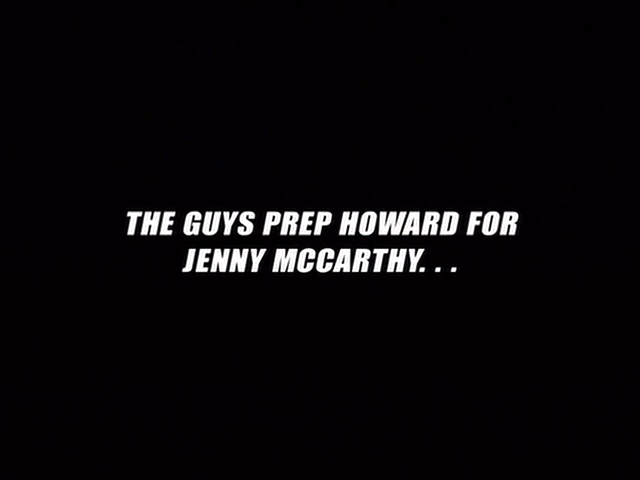 THE GUYS PREP HOWARD FOR
JENNY MCCARTHY. . .